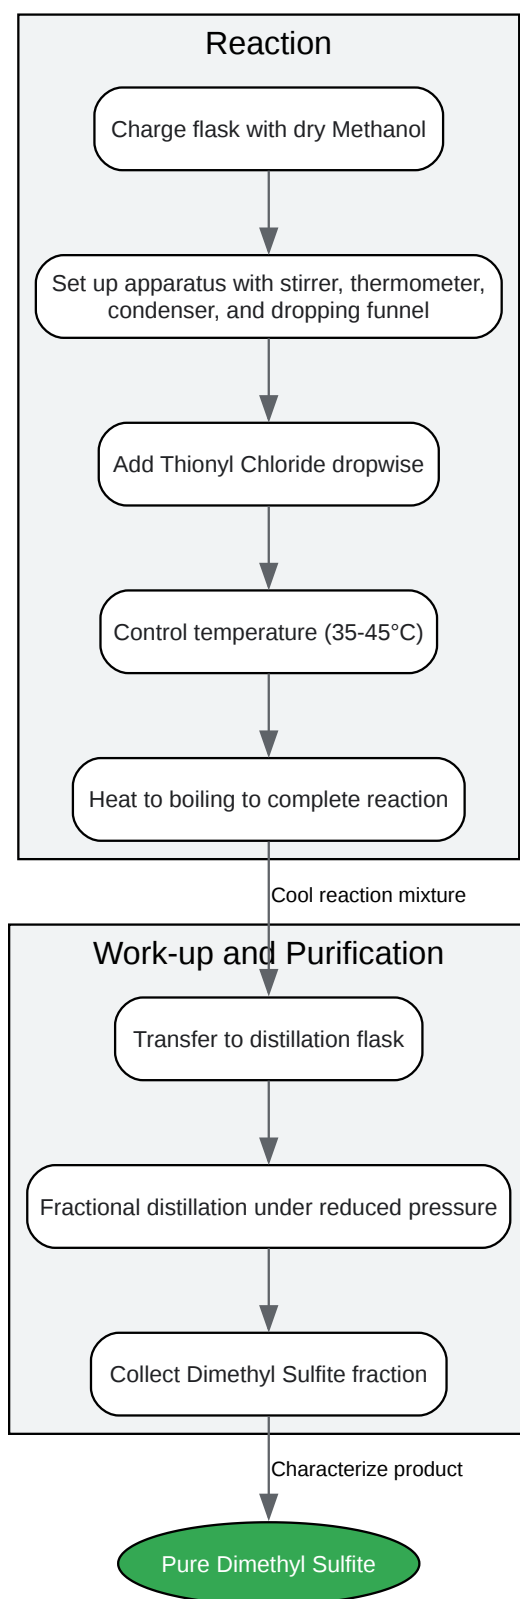 Reaction
Charge flask with dry Methanol
Set up apparatus with stirrer, thermometer,
condenser, and dropping funnel
Add Thionyl Chloride dropwise
Control temperature (35-45°C)
Heat to boiling to complete reaction
Cool reaction mixture
Work-up and Purification
Transfer to distillation flask
Fractional distillation under reduced pressure
Collect Dimethyl Sulfite fraction
Characterize product
Pure Dimethyl Sulfite